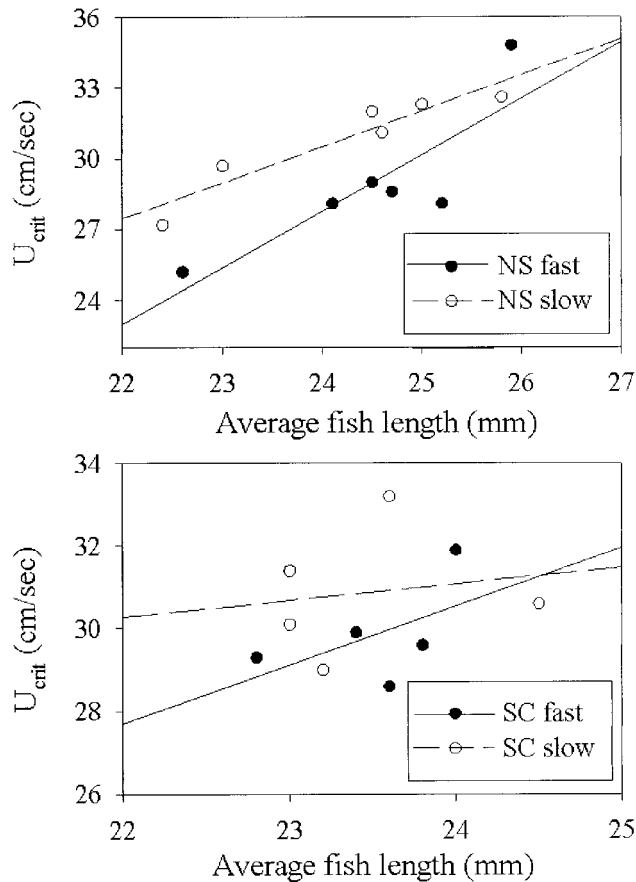 36
33
30
27
24
U_crit (cm/sec)
NS fast
NS slow
22 23 24 25 26 27
Average fish length (mm)
34
32
30
28
26
U_crit (cm/sec)
SC fast
SC slow
22 23 24 25
Average fish length (mm)